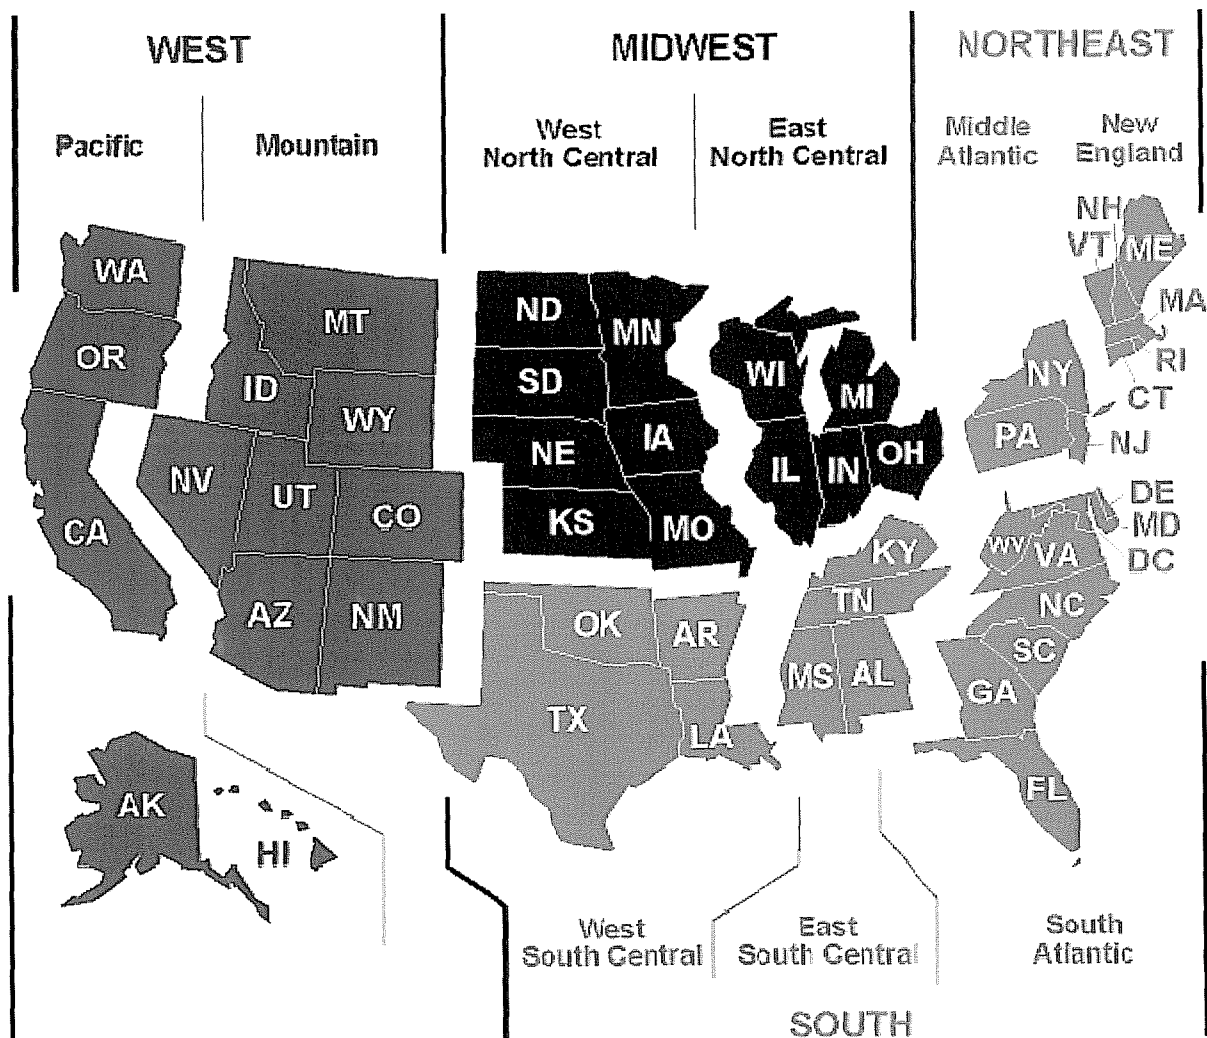 WEST
MIDWEST
NORTHEAST
Pacific
Mountain
West
North Central
East
North Central
Middle
Atlantic
New
England
NH
VT
ME
WA
MT
ND
MN
MA
OR
ID
SD
WI
MI
NY
RI
WY
CT
IA
PA
NJ
NV
UT
CO
NE
IL
IN
OH
CA
KS
MO
DE
MD
KY
WV
VA
DC
AZ
NM
OK
AR
TN
NC
MS
AL
SC
GA
TX
LA
FL
AK
HI
West
South Central
East
South Central
South
Atlantic
SOUTH